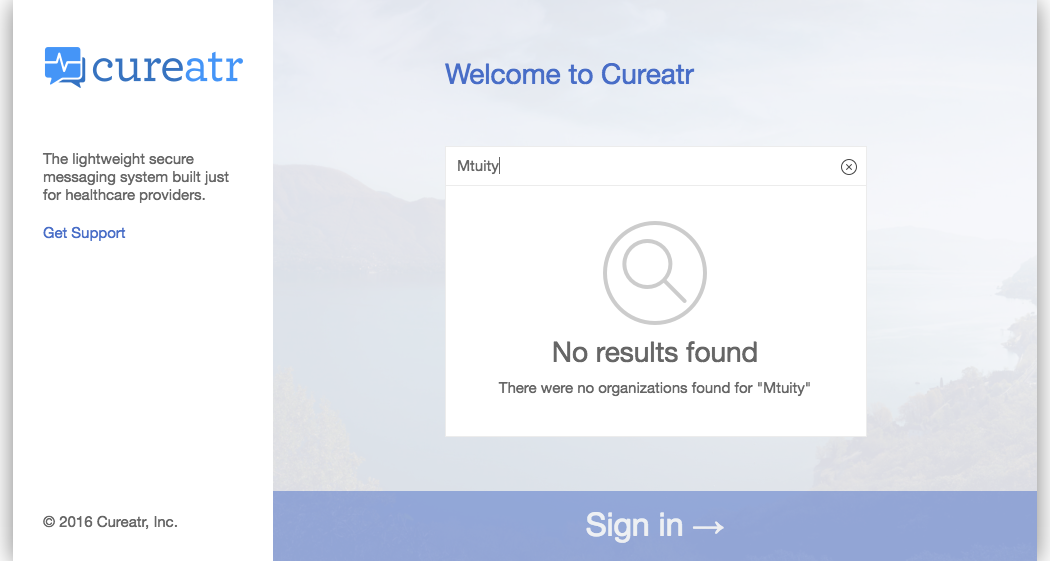 cureatr
The lightweight secure
messaging system built just
for healthcare providers.
Get Support
© 2016 Cureatr, Inc.
Welcome to Cureatr
Mtuity
No results found
There were no organizations found for "Mtuity"
Sign in →